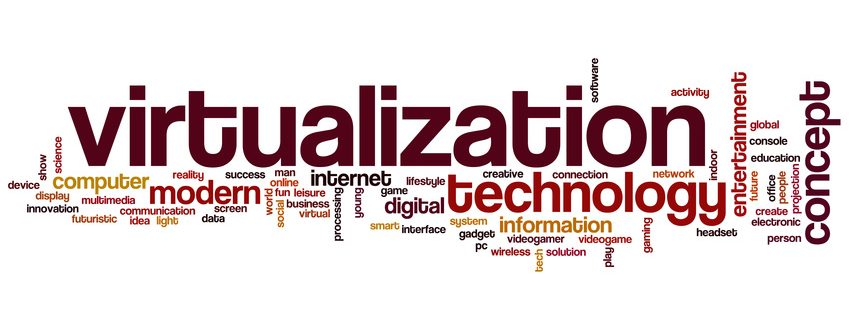 virtualization
software
activity
entertainment
concept
global
console
education
science
show
device
computer
reality
success
man
online
internet
lifestyle
creative
connection
network
indoor
future
office
people
projection
display
multimedia
modern
world
fun
leisure
game
technology
innovation
communication
screen
social
business
processing
young
digital
create
futuristic
idea
light
data
virtual
smart
interface
system
information
electronic
gadget
videogamer
videogame
gaming
headset
person
pc
wireless
tech
solution
play